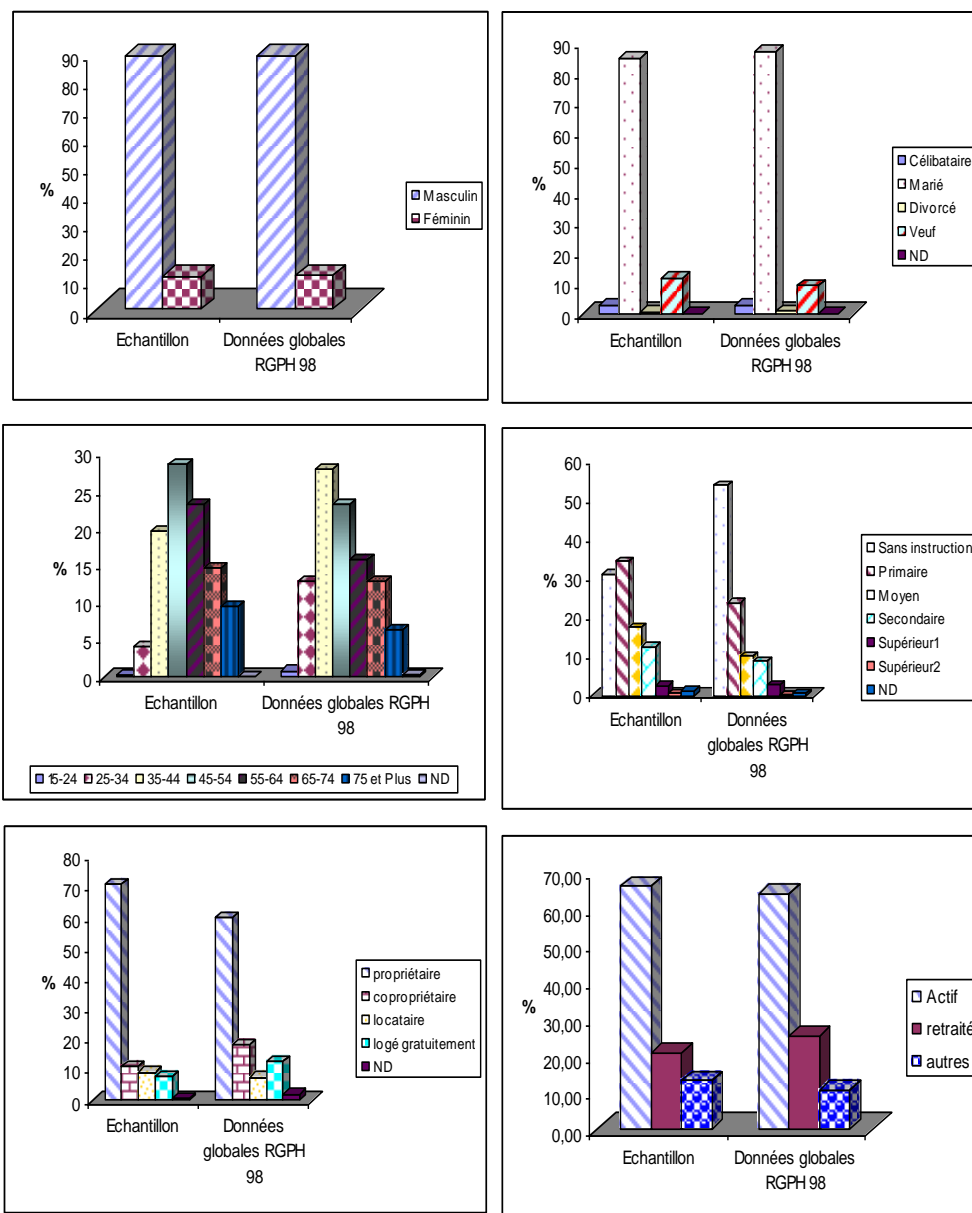 90
80
70
60
50
40
30
20
10
0
%
Echantillon
Données globales
RGPH 98
Masculin
Féminin
90
80
70
60
50
40
30
20
10
0
%
Echantillon
Données globales
RGPH 98
Célibataire
Marié
Divorcé
Veuf
ND
30
25
20
15
10
5
0
%
Echantillon
Données globales RGPH
98
15-24 25-34 35-44 45-54 55-64 65-74 75 et Plus ND
60
50
40
30
20
10
0
%
Echantillon
Données
globales RGPH
98
Sans instruction
Primaire
Moyen
Secondaire
Supérieur1
Supérieur2
ND
80
70
60
50
40
30
20
10
0
%
Echantillon
Données
globales RGPH
98
propriétaire
copropriétaire
locataire
logé gratuitement
ND
70,00
60,00
50,00
40,00
30,00
20,00
10,00
0,00
%
Echantillon
Données globales
RGPH 98
Actif
retraité
autres